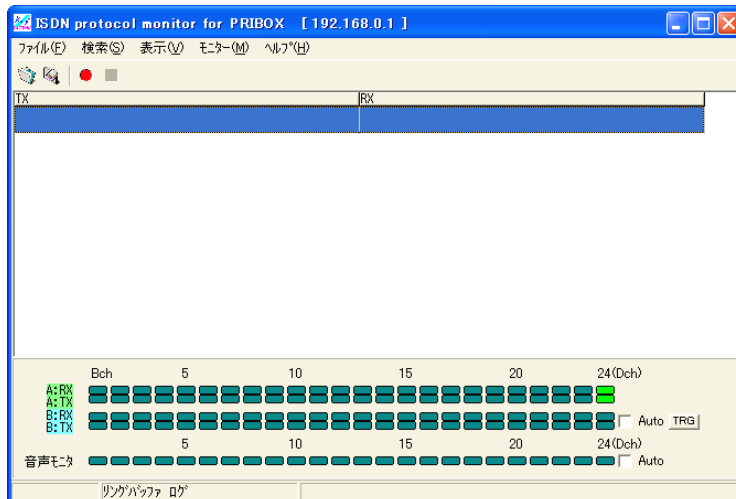 ISDN protocol monitor for PRIBOX [ 192.168.0.1 ]
ファイル(F) 検索(S) 表示(V) モニター(M) ヘルプ(H)
TX RX
Bch 5 10 15 20 24(Dch)
A:RX
A:TX
B:RX
B:TX Auto TRG
5 10 15 20 24(Dch)
音声モニタ Auto
リングバッファ ログ